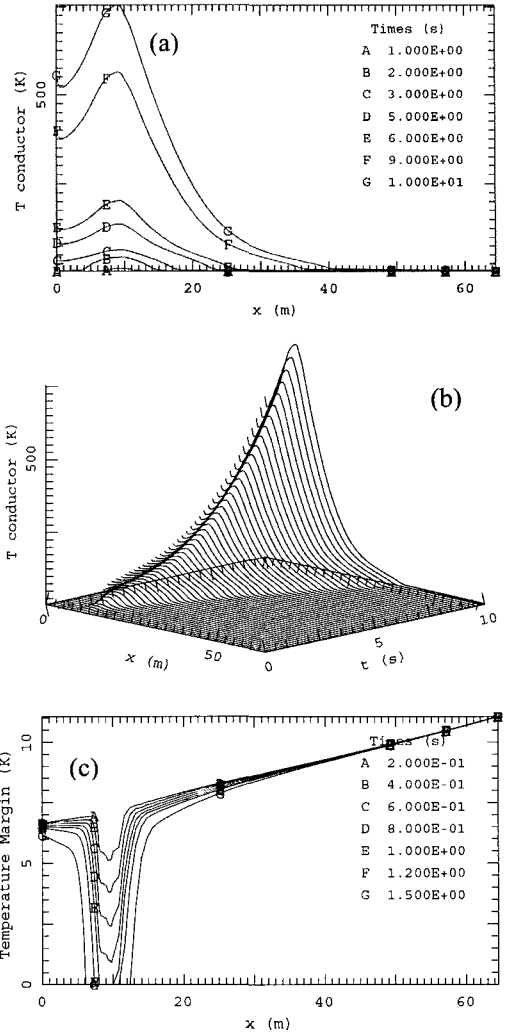 (a)
Times (s)
A 1.000E+00
B 2.000E+00
C 3.000E+00
D 5.000E+00
E 6.000E+00
F 9.000E+00
G 1.000E+01
T conductor (K)
500
G
F
E
D
C
B
A
G
F
E
D
C
B
A
G
F
0 20 40 60
x (m)
(b)
T conductor (K)
500
0
x (m)
50
0
t (s)
5
10
(c)
Times (s)
A 2.000E-01
B 4.000E-01
C 6.000E-01
D 8.000E-01
E 1.000E+00
F 1.200E+00
G 1.500E+00
Temperature Margin (K)
10
5
0
A
C
D
B
G
G
0 20 40 60
x (m)